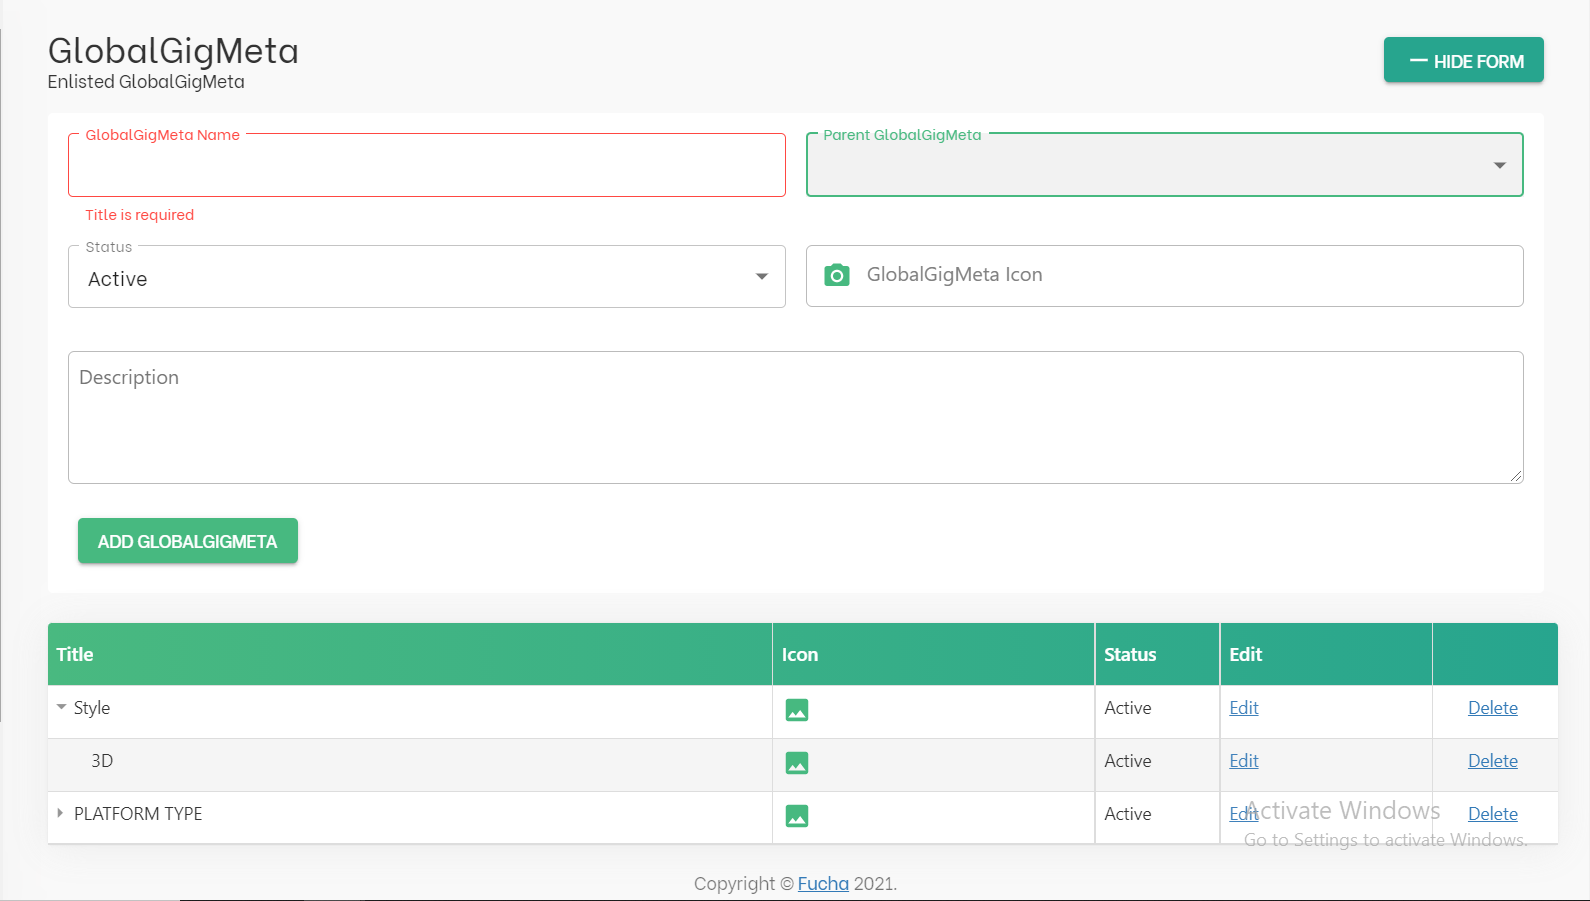 GlobalGigMeta
Enlisted GlobalGigMeta
HIDE FORM
GlobalGigMeta Name
Parent GlobalGigMeta
Title is required
Status
Active
GlobalGigMeta Icon
Description
ADD GLOBALGIGMETA
Title Icon Status Edit
Style Active Edit Delete
3D Active Edit Delete
PLATFORM TYPE Active Edit Delete
Activate Windows
Go to Settings to activate Windows.
Copyright © Fucha 2021.